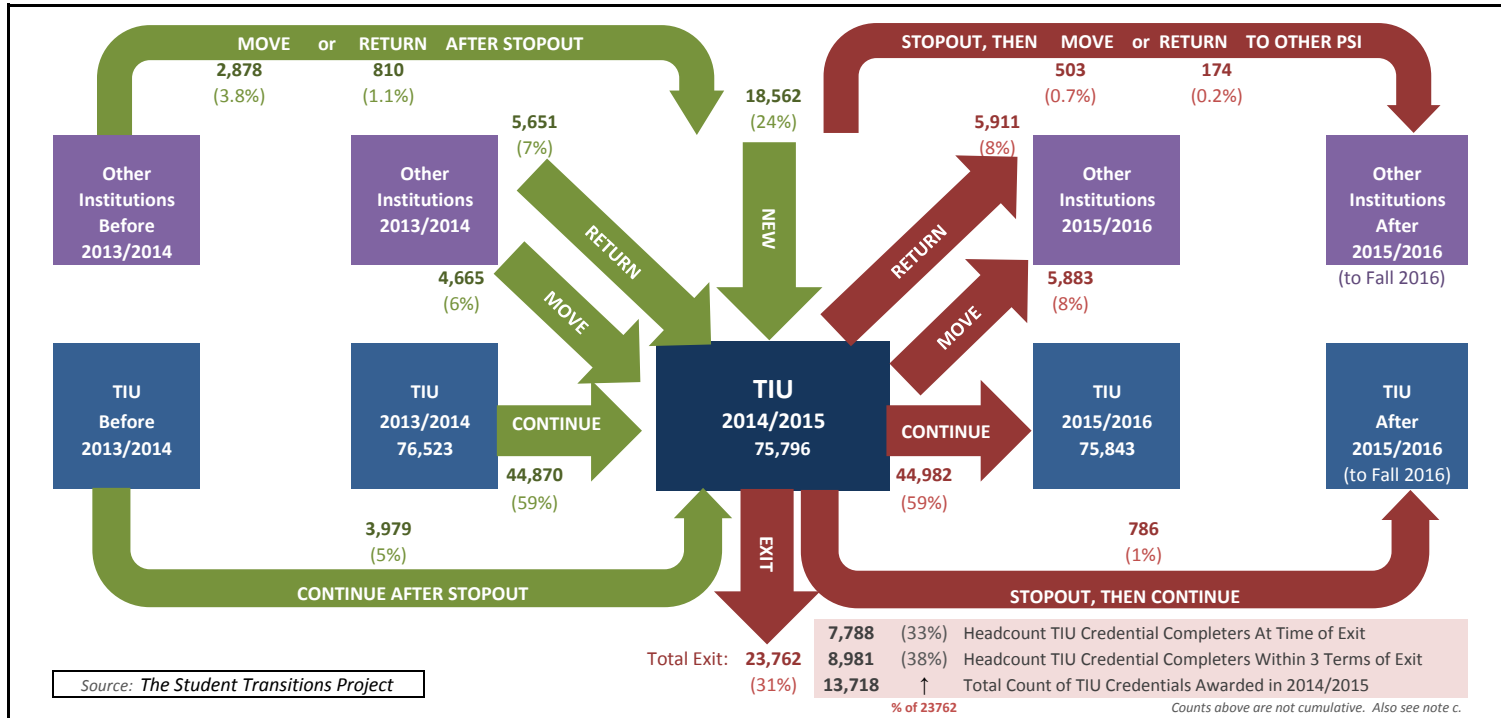 MOVE or RETURN AFTER STOPOUT
2,878 810
(3.8%) (1.1%)
STOPOUT, THEN MOVE or RETURN TO OTHER PSI
503 174
(0.7%) (0.2%)
18,562
(24%)
5,651
(7%)
5,911
(8%)
Other
Institutions
Before
2013/2014
Other
Institutions
2013/2014
RETURN
NEW
RETURN
Other
Institutions
2015/2016
Other
Institutions
After
2015/2016
(to Fall 2016)
4,665
(6%)
MOVE
MOVE
5,883
(8%)
TIU
Before
2013/2014
TIU
2013/2014
76,523
CONTINUE
44,870
(59%)
TIU
2014/2015
75,796
CONTINUE
44,982
(59%)
TIU
2015/2016
75,843
TIU
After
2015/2016
(to Fall 2016)
3,979
(5%)
CONTINUE AFTER STOPOUT
EXIT
786
(1%)
STOPOUT, THEN CONTINUE
Total Exit: 23,762
(31%)
7,788 (33%) Headcount TIU Credential Completers At Time of Exit
8,981 (38%) Headcount TIU Credential Completers Within 3 Terms of Exit
13,718 ↑ Total Count of TIU Credentials Awarded in 2014/2015
% of 23762
Counts above are not cumulative. Also see note c.
Source: The Student Transitions Project